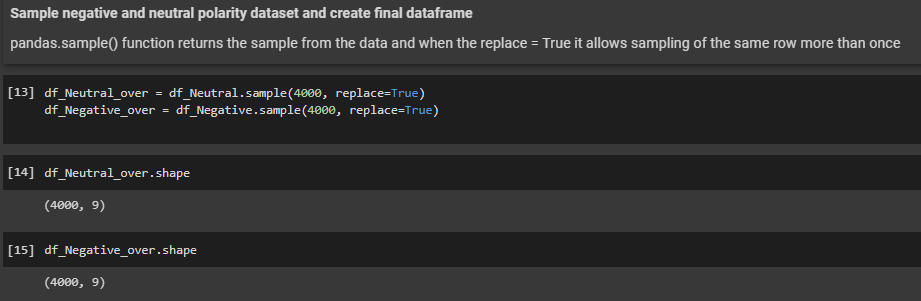 Sample negative and neutral polarity dataset and create final dataframe
pandas.sample() function returns the sample from the data and when the replace = True it allows sampling of the same row more than once
[13] df_Neutral_over = df_Neutral.sample(4000, replace=True)
df_Negative_over = df_Negative.sample(4000, replace=True)
[14] df_Neutral_over.shape
(4000, 9)
[15] df_Negative_over.shape
(4000, 9)